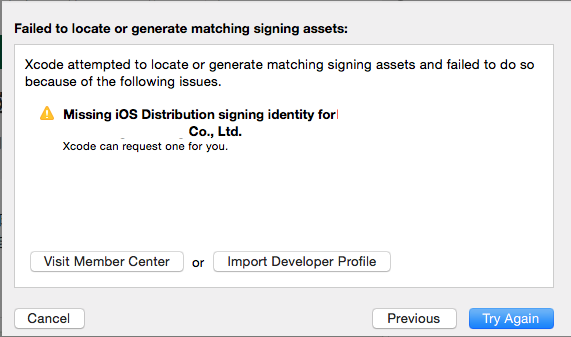 Failed to locate or generate matching signing assets:
Xcode attempted to locate or generate matching signing assets and failed to do so
because of the following issues.
Missing iOS Distribution signing identity for
Co., Ltd.
Xcode can request one for you.
Visit Member Center or Import Developer Profile
Cancel Previous Try Again